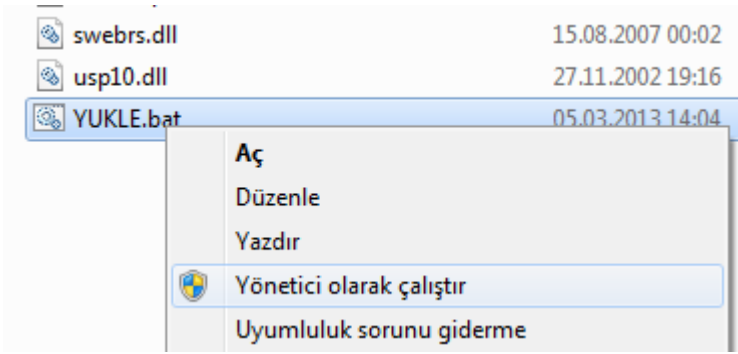 swebrs.dll 15.08.2007 00:02
usp10.dll 27.11.2002 19:16
YUKLE.bat 05.03.2013 14:04
Aç
Düzenle
Yazdır
Yönetici olarak çalıştır
Uyumluluk sorunu giderme